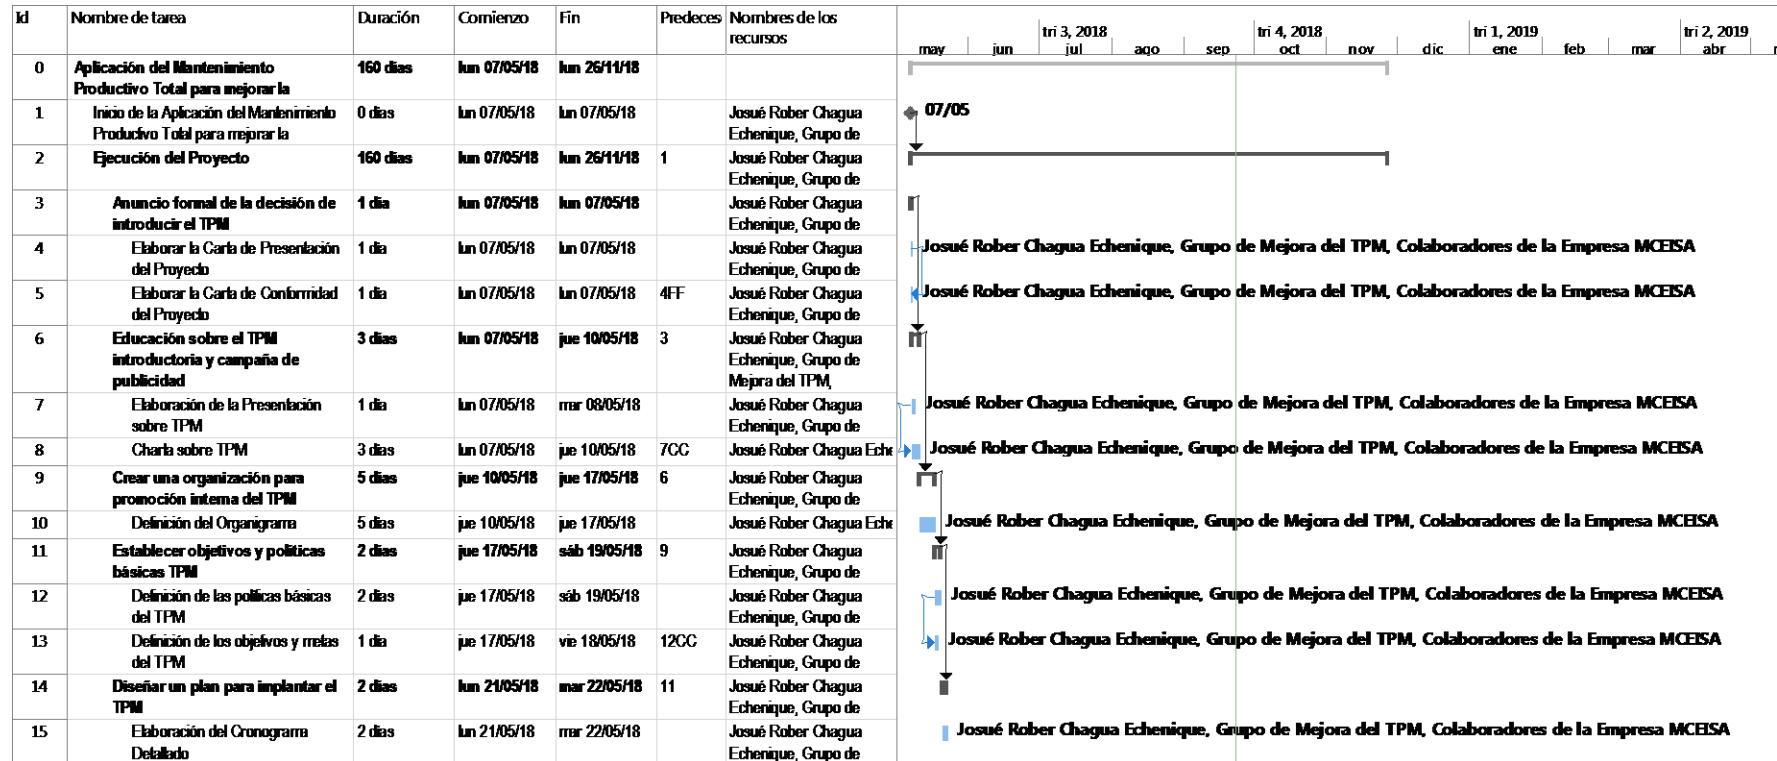 Id Nombre de tarea Duración Comienzo Fin Predeces Nombres de los
recursos
tri 3, 2018 tri 4, 2018 tri 1, 2019 tri 2, 2019
may jun jul ago sep oct nov dic ene feb mar abr
0 Aplicación del Mantenimiento 160 días lun 07/05/18 lun 26/11/18
Productivo Total para mejorar la
1 Inicio de la Aplicación del Mantenimiento 0 días lun 07/05/18 lun 07/05/18 Josué Rober Chagua 07/05
Productivo Total para mejorar la Echenique, Grupo de
2 Ejecución del Proyecto 160 días lun 07/05/18 lun 26/11/18 1 Josué Rober Chagua
Echenique, Grupo de
3 Anuncio formal de la decisión de 1 día lun 07/05/18 lun 07/05/18 Josué Rober Chagua
introducir el TPM Echenique, Grupo de
4 Elaborar la Carta de Presentación 1 día lun 07/05/18 lun 07/05/18 Josué Rober Chagua Josué Rober Chagua Echenique, Grupo de Mejora del TPM, Colaboradores de la Empresa MCEISA
del Proyecto Echenique, Grupo de
5 Elaborar la Carta de Conformidad 1 día lun 07/05/18 lun 07/05/18 4FF Josué Rober Chagua Josué Rober Chagua Echenique, Grupo de Mejora del TPM, Colaboradores de la Empresa MCEISA
del Proyecto Echenique, Grupo de
6 Educación sobre el TPM 3 días lun 07/05/18 jue 10/05/18 3 Josué Rober Chagua
introductoria y campaña de Echenique, Grupo de
publicidad Mejora del TPM,
7 Elaboración de la Presentación 1 día lun 07/05/18 mar 08/05/18 Josué Rober Chagua Josué Rober Chagua Echenique, Grupo de Mejora del TPM, Colaboradores de la Empresa MCEISA
sobre TPM Echenique, Grupo de
8 Charla sobre TPM 3 días lun 07/05/18 jue 10/05/18 7CC Josué Rober Chagua Eche Josué Rober Chagua Echenique, Grupo de Mejora del TPM, Colaboradores de la Empresa MCEISA
9 Crear una organización para 5 días jue 10/05/18 jue 17/05/18 6 Josué Rober Chagua
promoción interna del TPM Echenique, Grupo de
10 Definición del Organigrama 5 días jue 10/05/18 jue 17/05/18 Josué Rober Chagua Eche Josué Rober Chagua Echenique, Grupo de Mejora del TPM, Colaboradores de la Empresa MCEISA
11 Establecer objetivos y políticas 2 días jue 17/05/18 sáb 19/05/18 9 Josué Rober Chagua
básicas TPM Echenique, Grupo de
12 Definición de las políticas básicas 2 días jue 17/05/18 sáb 19/05/18 Josué Rober Chagua Josué Rober Chagua Echenique, Grupo de Mejora del TPM, Colaboradores de la Empresa MCEISA
del TPM Echenique, Grupo de
13 Definición de los objetivos y metas 1 día jue 17/05/18 vie 18/05/18 12CC Josué Rober Chagua Josué Rober Chagua Echenique, Grupo de Mejora del TPM, Colaboradores de la Empresa MCEISA
del TPM Echenique, Grupo de
14 Diseñar un plan para implantar el 2 días lun 21/05/18 mar 22/05/18 11 Josué Rober Chagua
TPM Echenique, Grupo de
15 Elaboración del Cronograma 2 días lun 21/05/18 mar 22/05/18 Josué Rober Chagua Josué Rober Chagua Echenique, Grupo de Mejora del TPM, Colaboradores de la Empresa MCEISA
Detallado Echenique, Grupo de